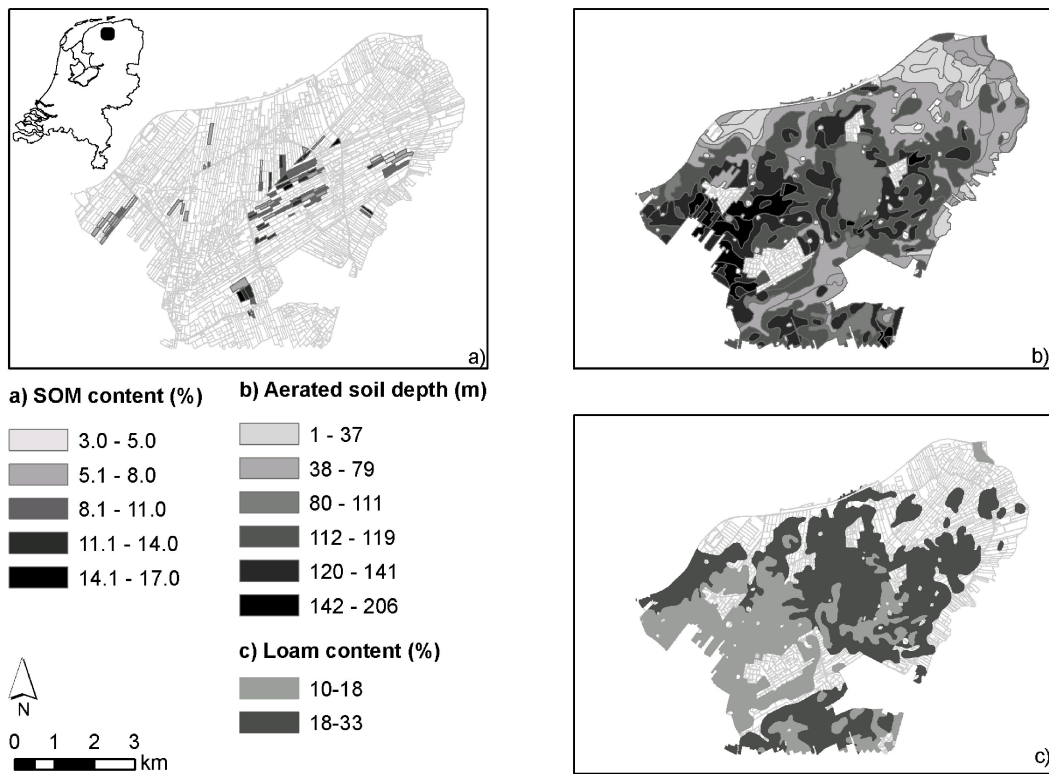 a)
b)
a) SOM content (%)
3.0 - 5.0
5.1 - 8.0
8.1 - 11.0
11.1 - 14.0
14.1 - 17.0
b) Aerated soil depth (m)
1 - 37
38 - 79
80 - 111
112 - 119
120 - 141
142 - 206
c) Loam content (%)
10-18
18-33
N
0 1 2 3
km
c)